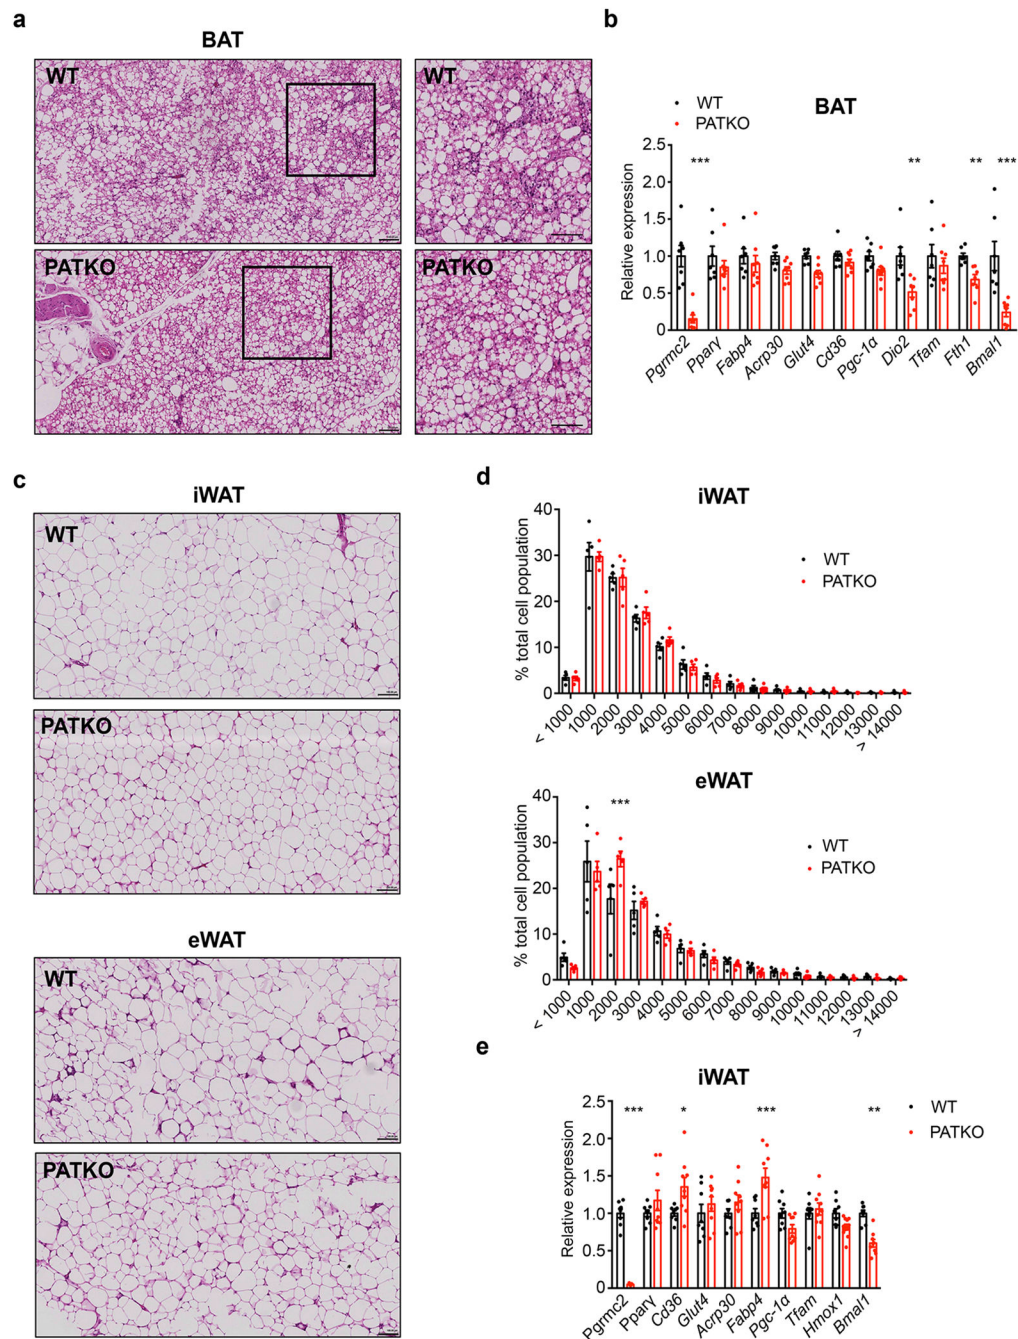 a
BAT
WT
WT
PATKO
PATKO
b
WT
PATKO
BAT
Relative expression
2.5
2.0
1.5
1.0
0.5
0
***
**
**
***
Pgrmc2
Pparγ
Fabp4
Acrp30
Glut4
Cd36
Pgc-1α
Dio2
Tfam
Fth1
Bmal1
c
iWAT
WT
PATKO
eWAT
WT
PATKO
d
iWAT
WT
PATKO
% total cell population
40
30
20
10
0
< 1000
1000
2000
3000
4000
5000
6000
7000
8000
9000
10000
11000
12000
13000
> 14000
eWAT
***
WT
PATKO
% total cell population
40
30
20
10
0
< 1000
1000
2000
3000
4000
5000
6000
7000
8000
9000
10000
11000
12000
13000
> 14000
e
iWAT
WT
PATKO
Relative expression
2.5
2.0
1.5
1.0
0.5
0
***
*
***
**
Pgrmc2
Pparγ
Cd36
Glut4
Acrp30
Fabp4
Pgc-1α
Tfam
Hmox1
Bmal1